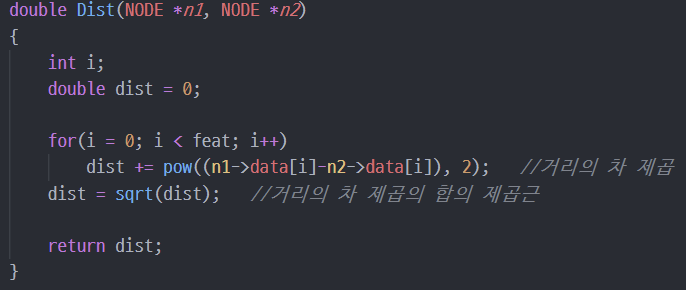 double Dist(NODE *n1, NODE *n2)
{
int i;
double dist = 0;
for(i = 0; i < feat; i++)
dist += pow((n1->data[i]-n2->data[i]), 2); //거리의 차 제곱
dist = sqrt(dist); //거리의 차 제곱의 합의 제곱근
return dist;
}